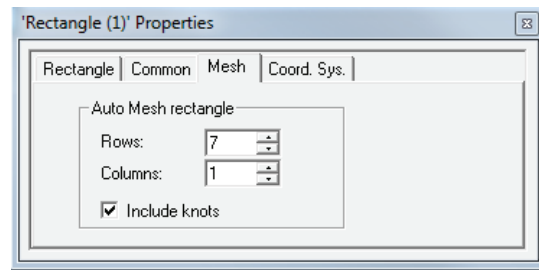 'Rectangle (1)' Properties
Rectangle Common Mesh Coord. Sys.
Auto Mesh rectangle
Rows: 7
Columns: 1
Include knots